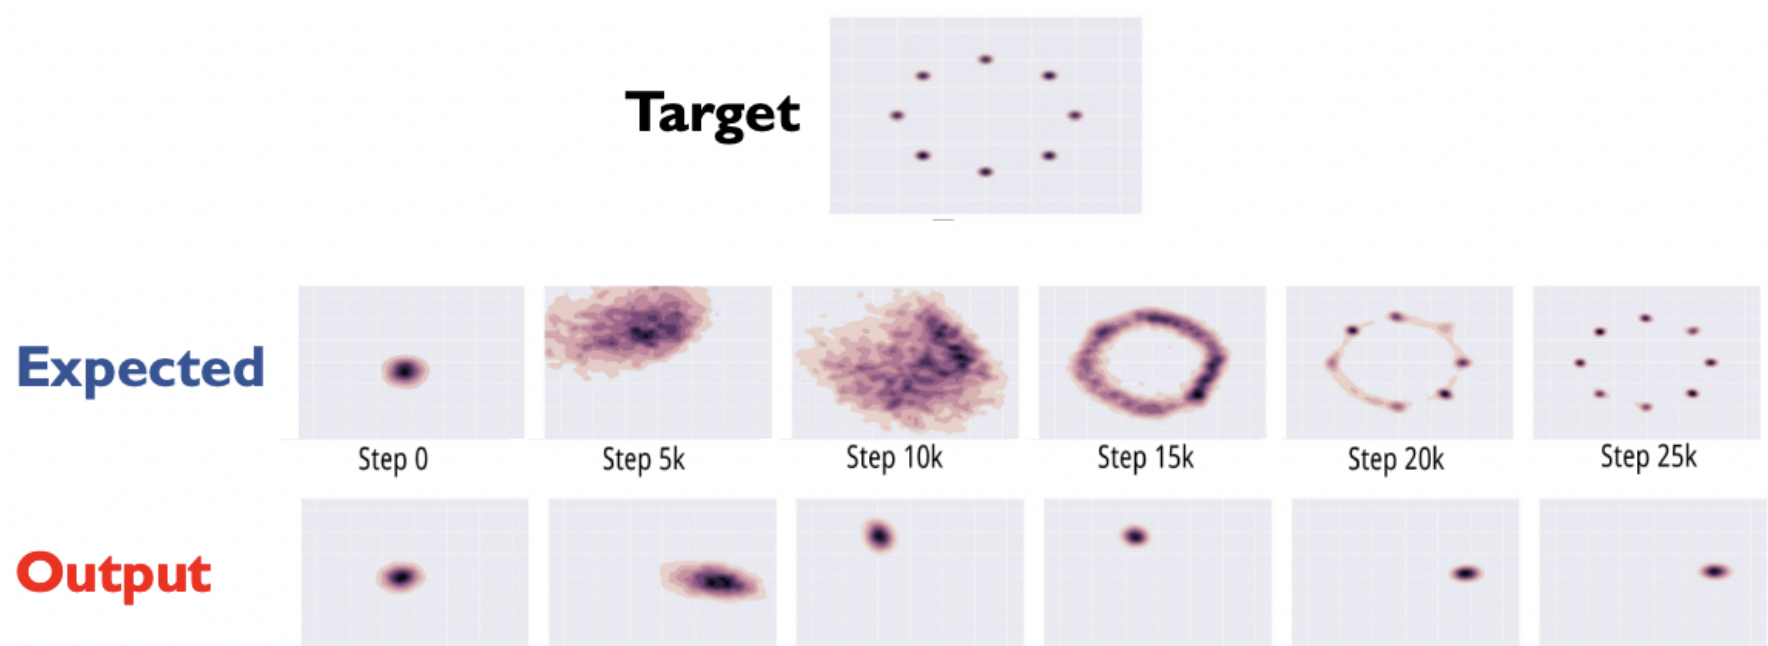 Target
Expected
Step 0
Step 5k
Step 10k
Step 15k
Step 20k
Step 25k
Output